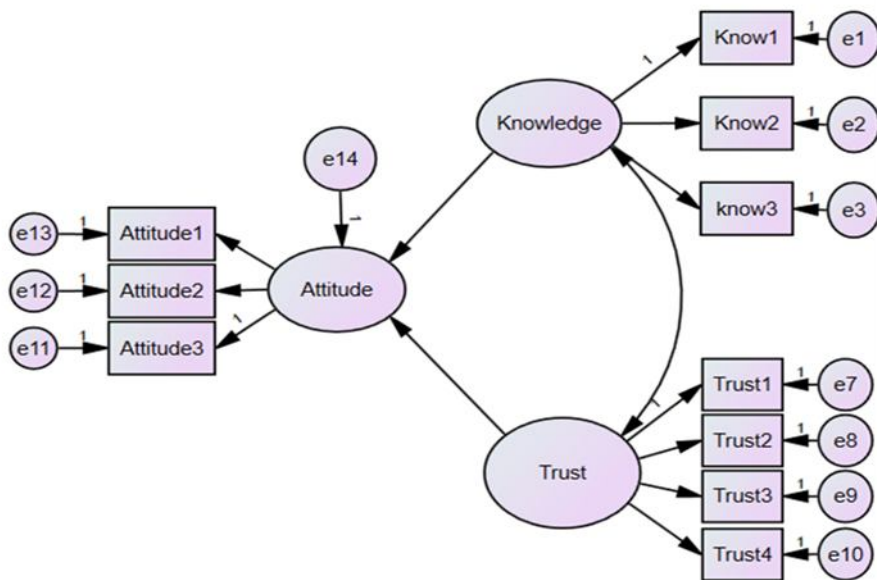 1
Know1
1
e1
Knowledge
Know2
1
e2
e14
know3
1
e3
1
e13
1
Attitude1
e12
1
Attitude2
Attitude
e11
1
Attitude3
1
1
Trust1
1
e7
Trust2
1
e8
Trust
Trust3
1
e9
Trust4
1
e10